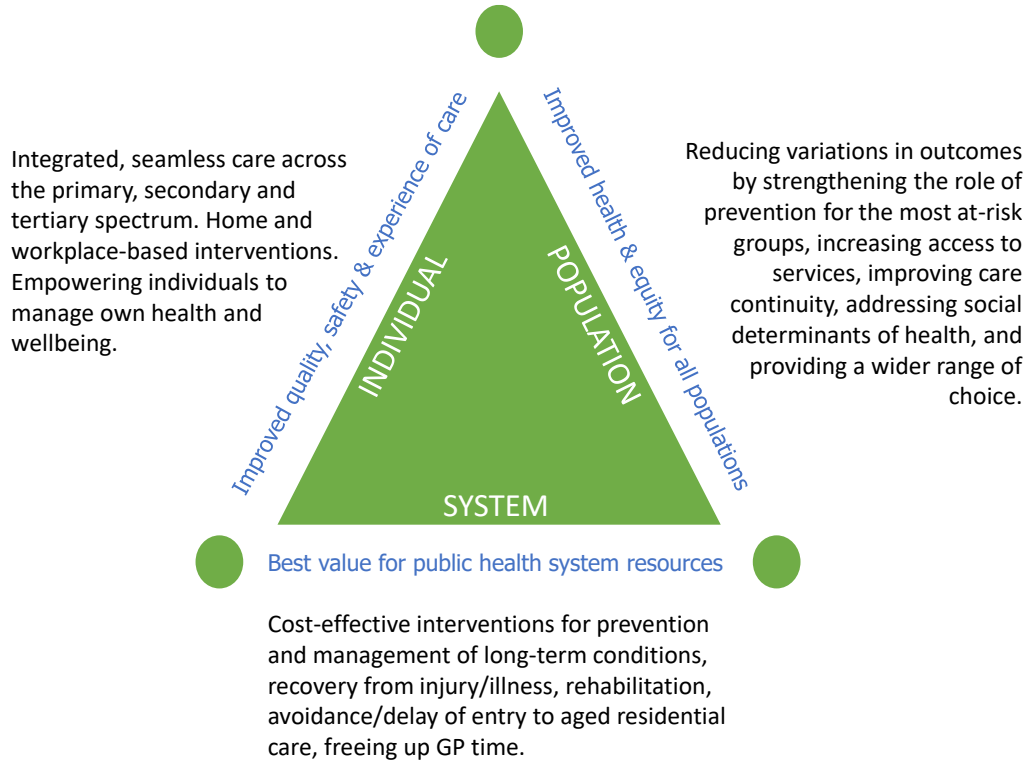 Improved quality, safety & experience of care
Improved health & equity for all populations
Integrated, seamless care across
the primary, secondary and
tertiary spectrum. Home and
workplace-based interventions.
Empowering individuals to
manage own health and
wellbeing.
INDIVIDUAL
POPULATION
Reducing variations in outcomes
by strengthening the role of
prevention for the most at-risk
groups, increasing access to
services, improving care
continuity, addressing social
determinants of health, and
providing a wider range of
choice.
SYSTEM
Best value for public health system resources
Cost-effective interventions for prevention
and management of long-term conditions,
recovery from injury/illness, rehabilitation,
avoidance/delay of entry to aged residential
care, freeing up GP time.